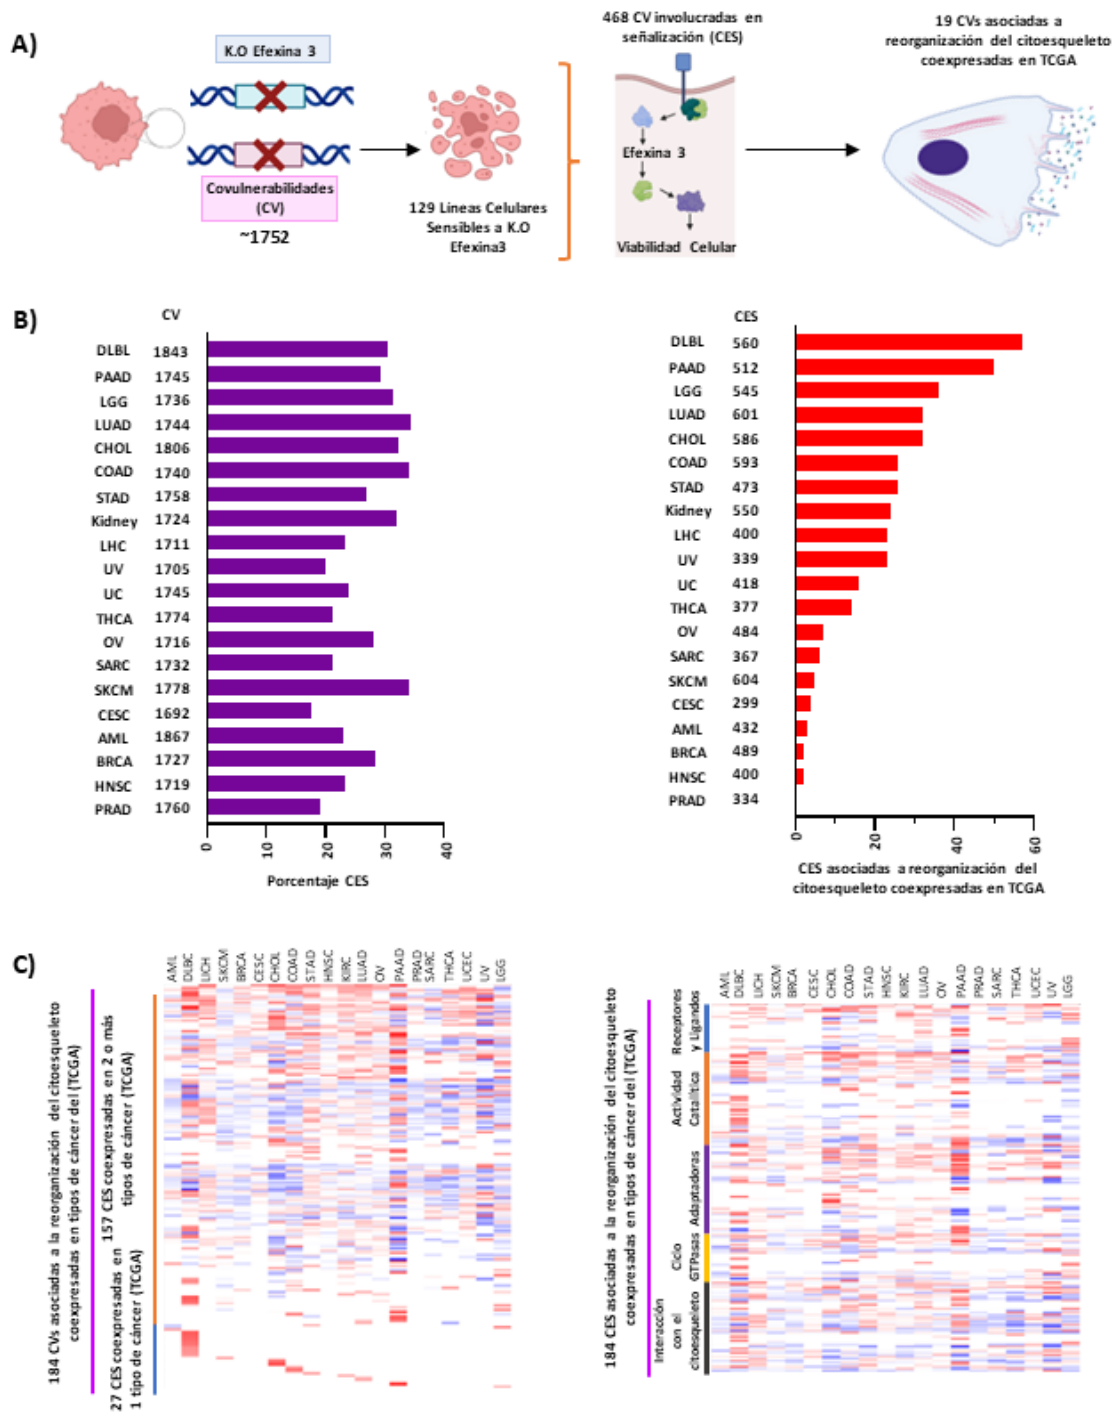 A)
K.O Efexina 3
Covulnerabilidades
(CV)
~1752
129 Líneas Celulares
Sensibles a K.O
Efexina3
468 CV involucradas en
señalización (CES)
Efexina 3
Viabilidad Celular
19 CVs asociadas a
reorganización del citoesqueleto
coexpresadas en TCGA
B)
CV
DLBL 1843
PAAD 1745
LGG 1736
LUAD 1744
CHOL 1806
COAD 1740
STAD 1758
Kidney 1724
LHC 1711
UV 1705
UC 1745
THCA 1774
OV 1716
SARC 1732
SKCM 1778
CESC 1692
AML 1867
BRCA 1727
HNSC 1719
PRAD 1760
0 10 20 30 40
Porcentaje CES
CES
DLBL 560
PAAD 512
LGG 545
LUAD 601
CHOL 586
COAD 593
STAD 473
Kidney 550
LHC 400
UV 339
UC 418
THCA 377
OV 484
SARC 367
SKCM 604
CESC 299
AML 432
BRCA 489
HNSC 400
PRAD 334
0 20 40 60
CES asociadas a reorganización del
citoesqueleto coexpresadas en TCGA
C)
AML DLBC LICH SKCM BRCA CESC CHOL COAD STAD HNSC KIRC LUAD OV PAAD PRAD SARC THCA UCEC UV LGG
184 CVs asociadas a la reorganización del citoesqueleto
coexpresadas en tipos de cáncer del (TCGA)
157 CES coexpresadas en 2 o más
tipos de cáncer (TCGA)
27 CES coexpresadas en
1 tipo de cáncer (TCGA)
AML DLBC LICH SKCM BRCA CESC CHOL COAD STAD HNSC KIRC LUAD OV PAAD PRAD SARC THCA UCEC UV LGG
184 CES asociadas a la reorganización del citoesqueleto
coexpresadas en tipos de cáncer del (TCGA)
Receptores
y Ligandos
Actividad
Catalítica
Adaptadoras
Ciclo
GTPasas
Interacción
con el
citoesqueleto